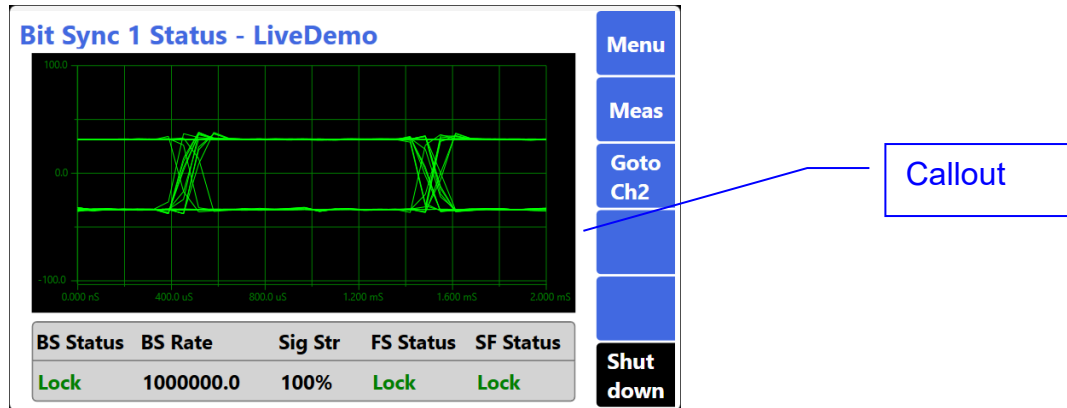 Bit Sync 1 Status - LiveDemo
Menu
Meas
Goto
Ch2
Shut
down
100.0
0.0
-100.0
0.000 nS 400.0 uS 800.0 uS 1.200 mS 1.600 mS 2.000 mS
BS Status BS Rate Sig Str FS Status SF Status
Lock 1000000.0 100% Lock Lock
Callout